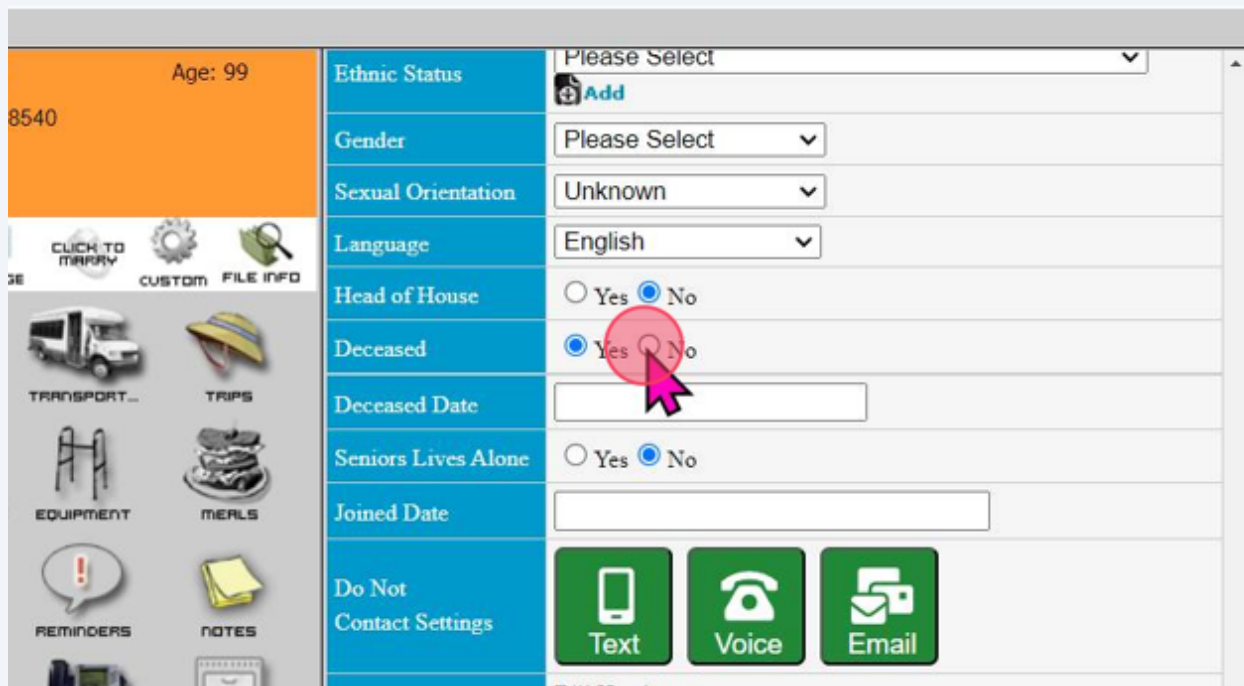 Age: 99
8540
CLICK TO
MARRY
GE
CUSTOM
FILE INFO
TRANSPORT...
TRIPS
EQUIPMENT
MEALS
REMINDERS
NOTES
Ethnic Status
Please Select
Add
Gender
Please Select
Sexual Orientation
Unknown
Language
English
Head of House
Yes No
Deceased
Yes No
Deceased Date
Seniors Lives Alone
Yes No
Joined Date
Do Not
Contact Settings
Text
Voice
Email